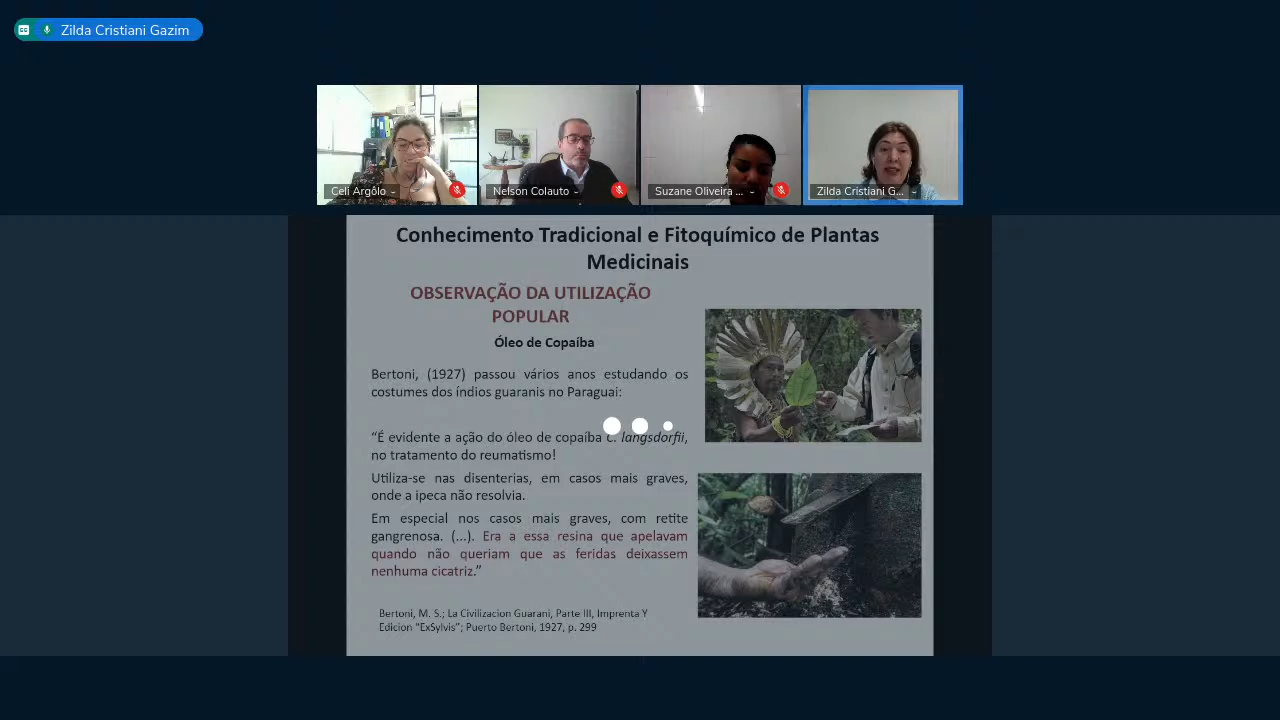 Zilda Cristiani Gazim
Celi Argôlo
Nelson Colauto
Suzane Oliveira ...
Zilda Cristiani G...
Conhecimento Tradicional e Fitoquímico de Plantas
Medicinais
OBSERVAÇÃO DA UTILIZAÇÃO
POPULAR
Óleo de Copaíba
Bertoni, (1927) passou vários anos estudando os
costumes dos índios guaranis no Paraguai:
“É evidente a ação do óleo de copaíba C. langsdorfii,
no tratamento do reumatismo!
Utiliza-se nas disenterias, em casos mais graves,
onde a ipeca não resolvia.
Em especial nos casos mais graves, com retite
gangrenosa. (...). Era a essa resina que apelavam
quando não queriam que as feridas deixassem
nenhuma cicatriz.”
Bertoni, M. S.; La Civilizacion Guarani, Parte III, Imprenta Y
Edicion “ExSylvis”; Puerto Bertoni, 1927, p. 299